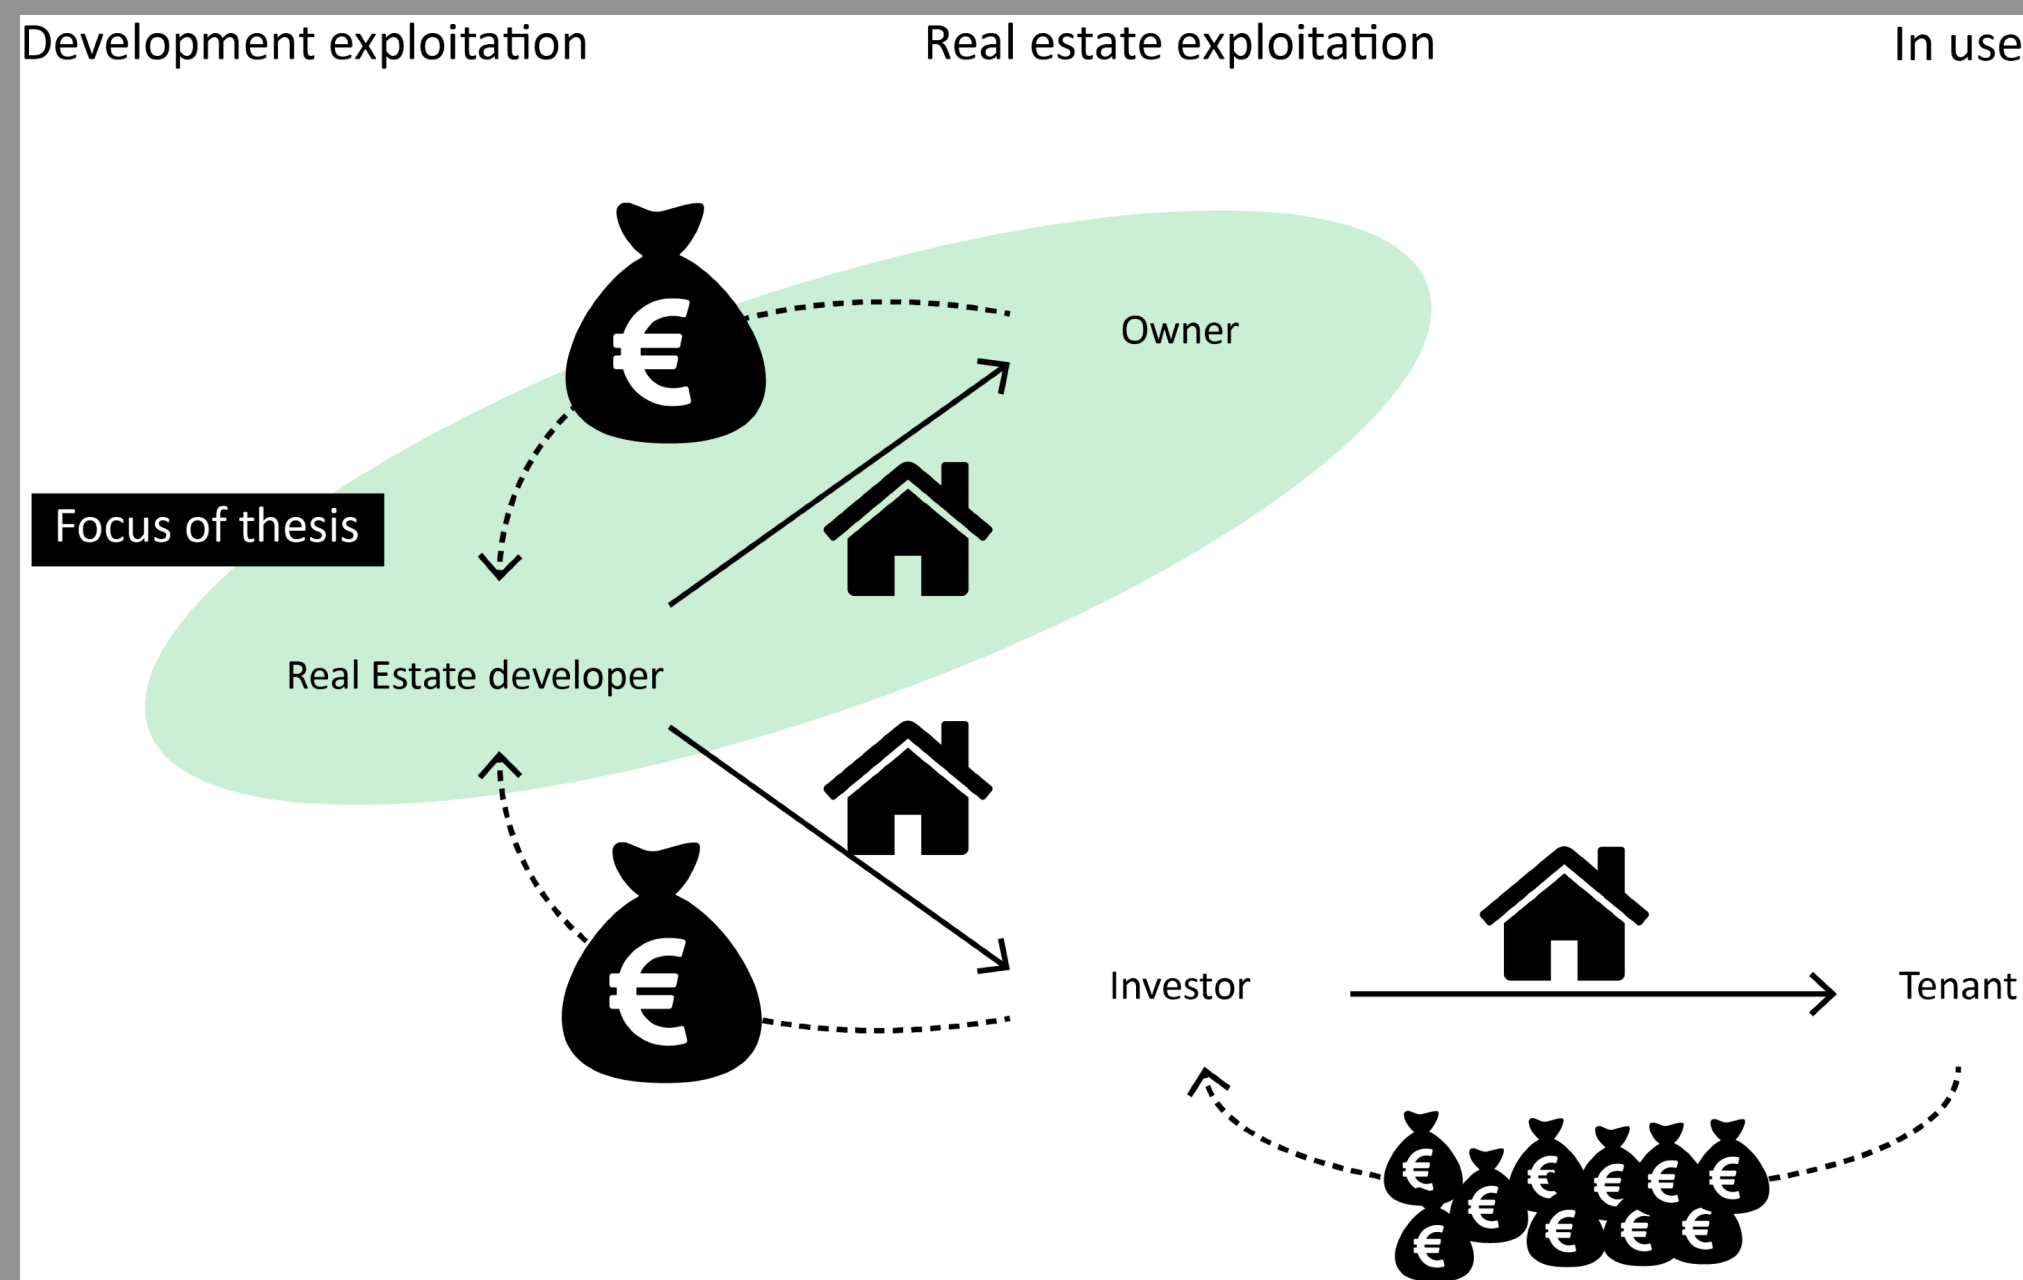 Development exploitation
Real estate exploitation
In use
€
Owner
Focus of thesis
Real Estate developer
€
Investor
Tenant
€ € € € € €
€ € € €